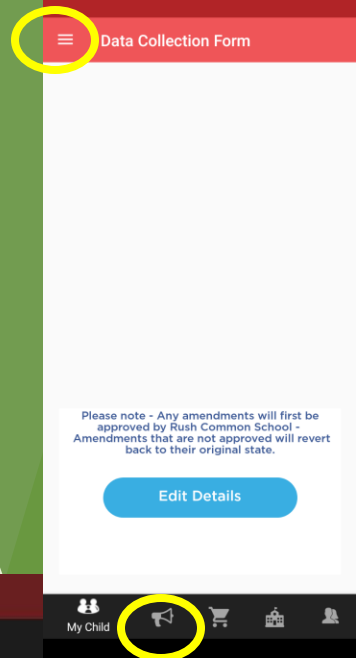 Data Collection Form
Please note - Any amendments will first be
approved by Rush Common School -
Amendments that are not approved will revert
back to their original state.
Edit Details
My Child